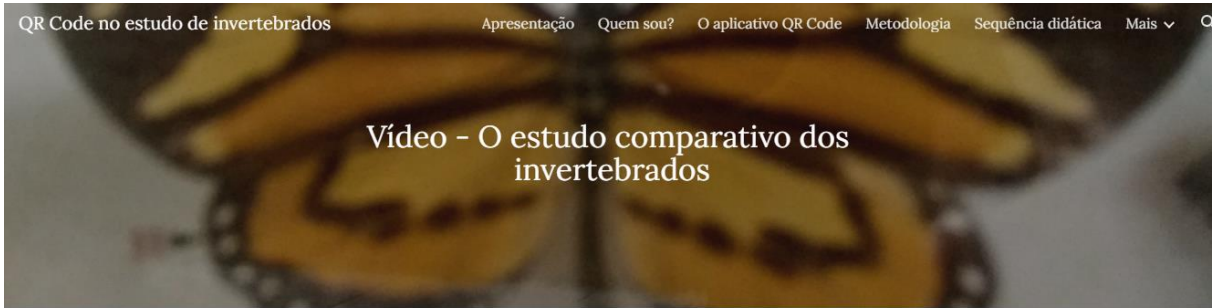 QR Code no estudo de invertebrados
Apresentação Quem sou? O aplicativo QR Code Metodologia Sequência didática Mais
Vídeo - O estudo comparativo dos
invertebrados